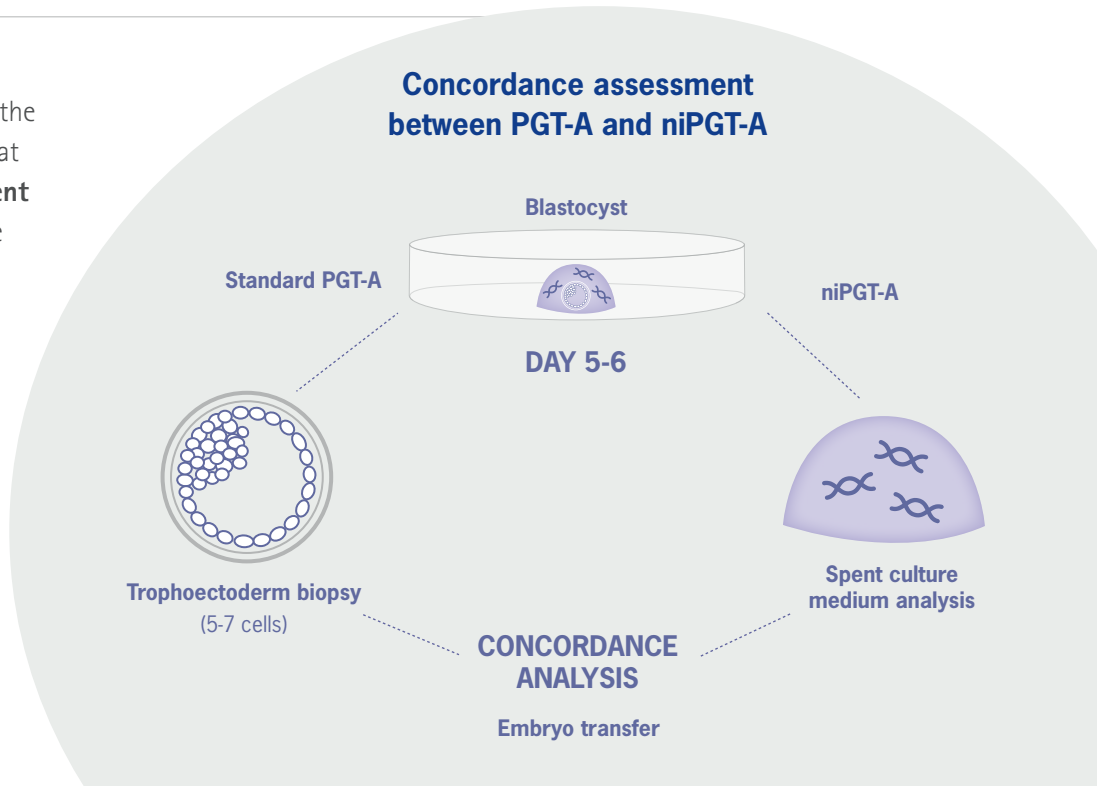 the
at
ent
Concordance assessment
between PGT-A and niPGT-A
Blastocyst
Standard PGT-A
niPGT-A
DAY 5-6
Trophoectoderm biopsy
(5-7 cells)
Spent culture
medium analysis
CONCORDANCE
ANALYSIS
Embryo transfer